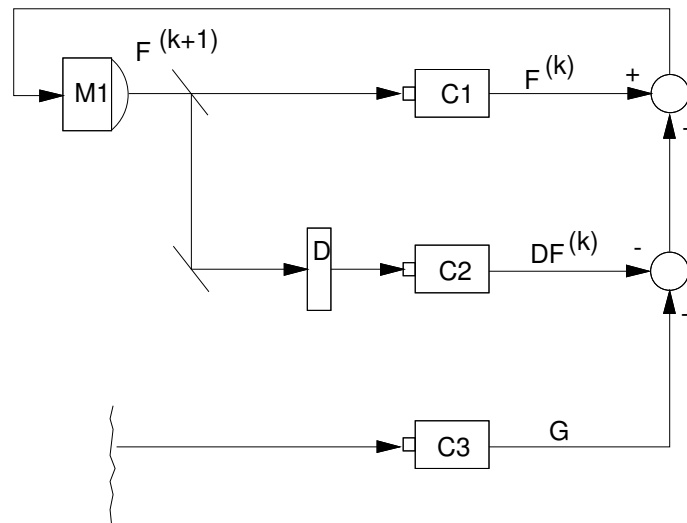 F (k+1)
M1
C1
F (k)
+
D
C2
DF (k)
-
C3
G